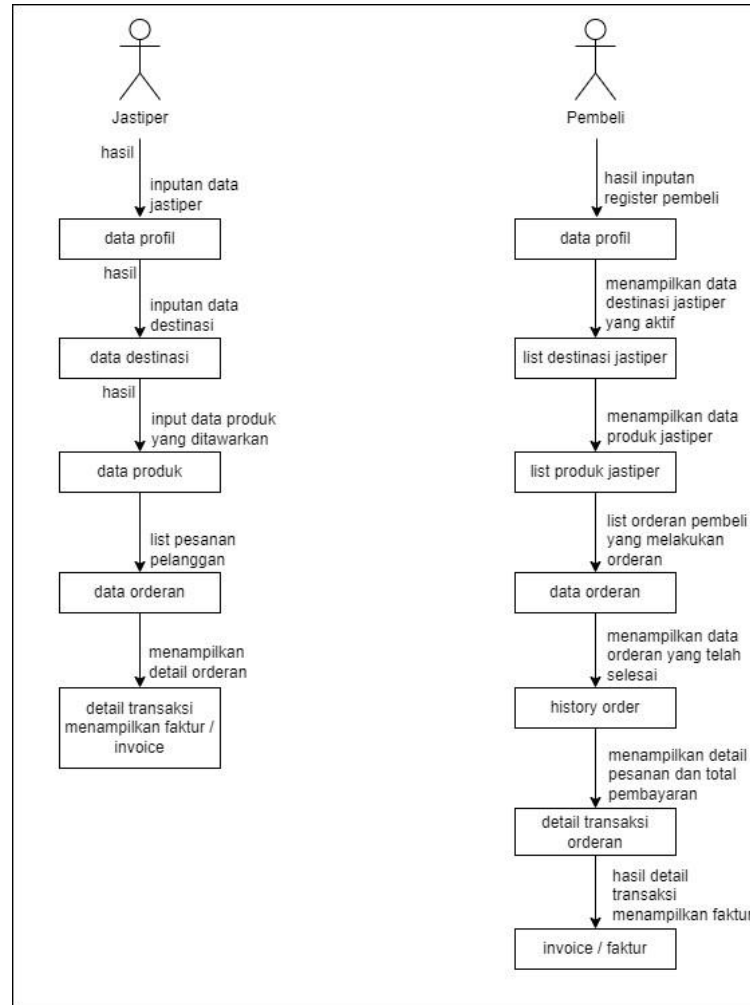 Jastiper
hasil
inputan data
jastiper
data profil
hasil
inputan data
destinasi
data destinasi
hasil
input data produk
yang ditawarkan
data produk
list pesanan
pelanggan
data orderan
menampilkan
detail orderan
detail transaksi
menampilkan faktur /
invoice
Pembeli
hasil inputan
register pembeli
data profil
menampilkan data
destinasi jastiper
yang aktif
list destinasi jastiper
menampilkan data
produk jastiper
list produk jastiper
list orderan pembeli
yang melakukan
orderan
data orderan
menampilkan data
orderan yang telah
selesai
history order
menampilkan detail
pesanan dan total
pembayaran
detail transaksi
orderan
hasil detail
transaksi
menampilkan faktur
invoice / faktur